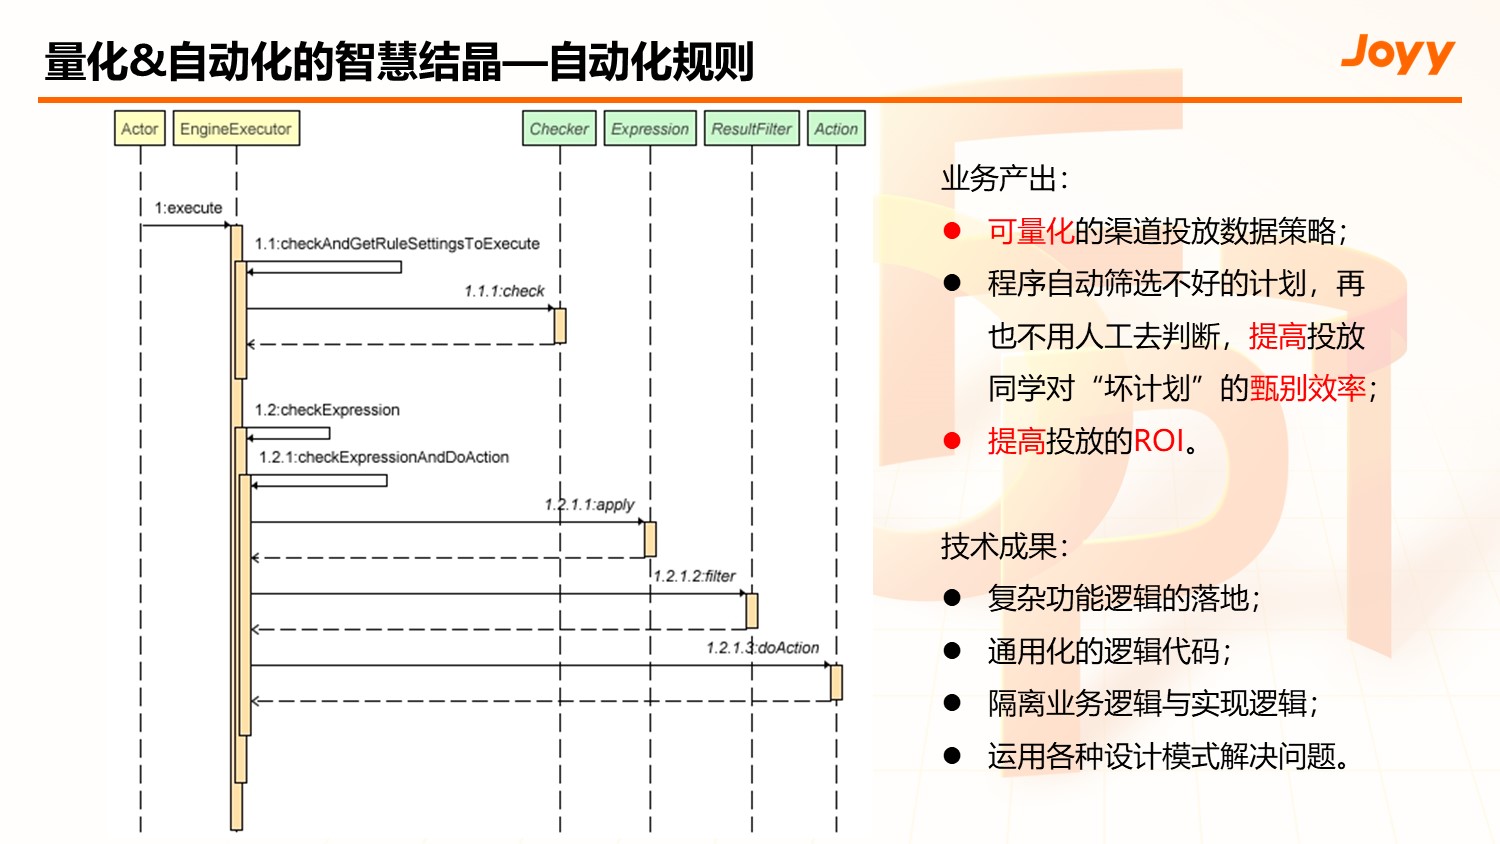 量化&自动化的智慧结晶—自动化规则
Joyy
Actor
EngineExecutor
Checker
Expression
ResultFilter
Action
1:execute
1.1:checkAndGetRuleSettingsToExecute
1.1.1:check
1.2:checkExpression
1.2.1:checkExpressionAndDoAction
1.2.1.1:apply
1.2.1.2:filter
1.2.1.3:doAction
业务产出：
● 可量化的渠道投放数据策略；
● 程序自动筛选不好的计划，再
也不用人工去判断，提高投放
同学对“坏计划”的甄别效率；
● 提高投放的ROI。
技术成果：
● 复杂功能逻辑的落地；
● 通用化的逻辑代码；
● 隔离业务逻辑与实现逻辑；
● 运用各种设计模式解决问题。